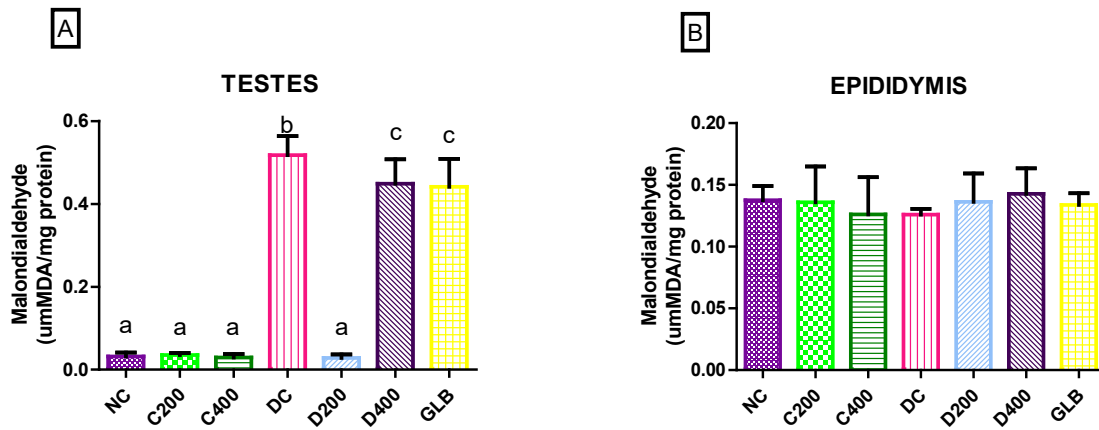 A
TESTES
Malondialdehyde
(umMDA/mg protein)
0.6
0.4
0.2
0.0
a
a
a
b
a
c
c
NC
C200
C400
DC
D200
D400
GLB
B
EPIDIDYMIS
Malondialdehyde
(umMDA/mg protein)
0.20
0.15
0.10
0.05
0.00
NC
C200
C400
DC
D200
D400
GLB